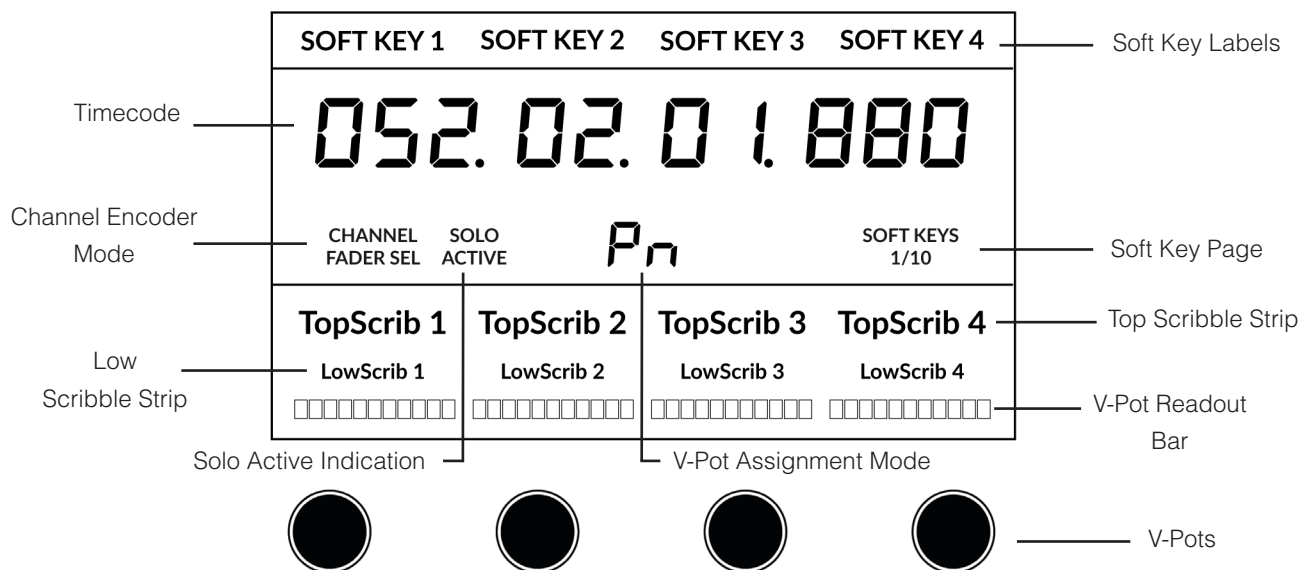 SOFT KEY 1 SOFT KEY 2 SOFT KEY 3 SOFT KEY 4
Soft Key Labels
Timecode
052. 02. 01. 880
Channel Encoder
Mode
CHANNEL
FADER SEL
SOLO
ACTIVE
Pn
SOFT KEYS
1/10
Soft Key Page
TopScrib 1 TopScrib 2 TopScrib 3 TopScrib 4
Top Scribble Strip
Low
Scribble Strip
LowScrib 1 LowScrib 2 LowScrib 3 LowScrib 4
V-Pot Readout
Bar
Solo Active Indication
V-Pot Assignment Mode
V-Pots